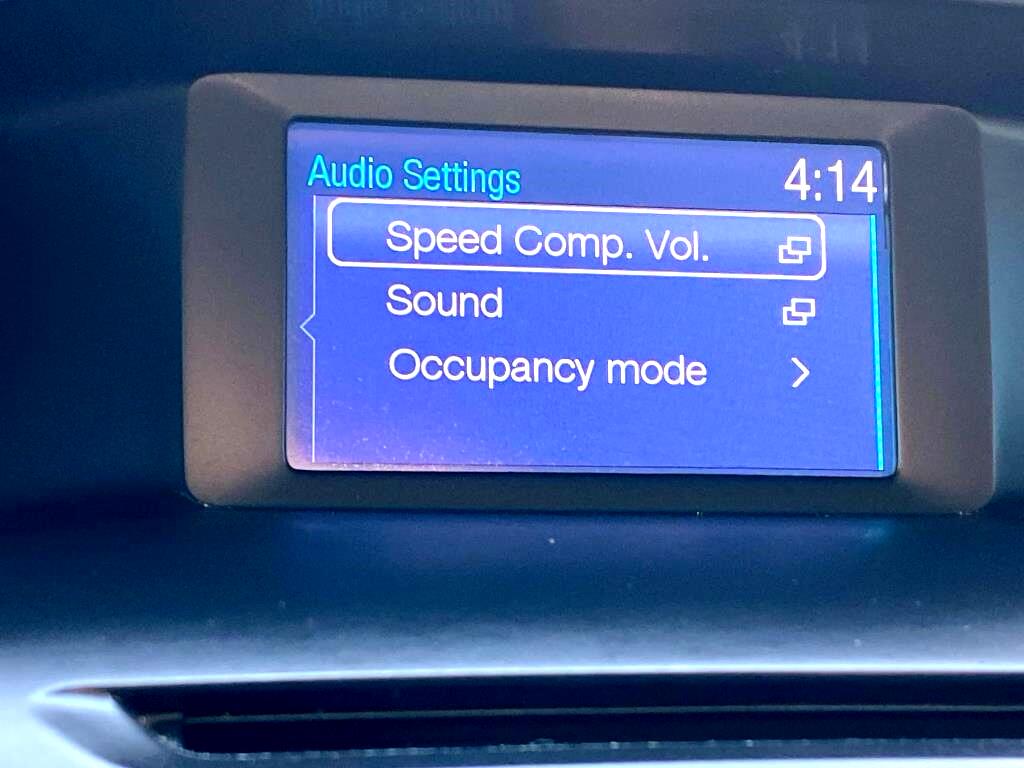 Audio Settings 4:14
Speed Comp. Vol.
Sound
Occupancy mode